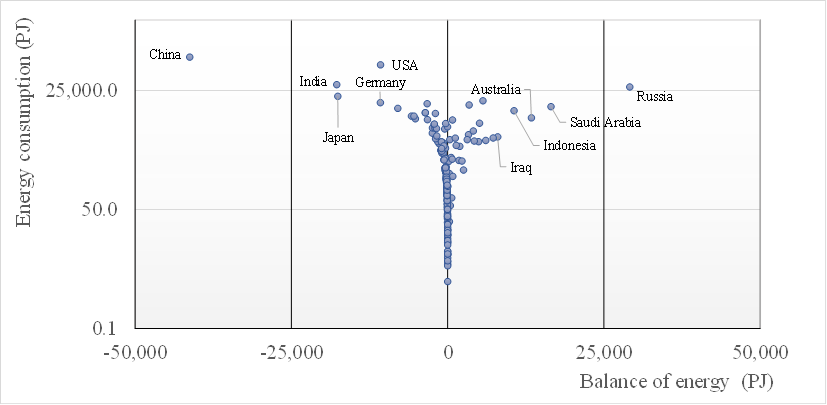 Energy consumption (PJ)
25,000.0
50.0
0.1
China
USA
India
Germany
Japan
Australia
Russia
Saudi Arabia
Indonesia
Iraq
-50,000
-25,000
0
25,000
50,000
Balance of energy (PJ)